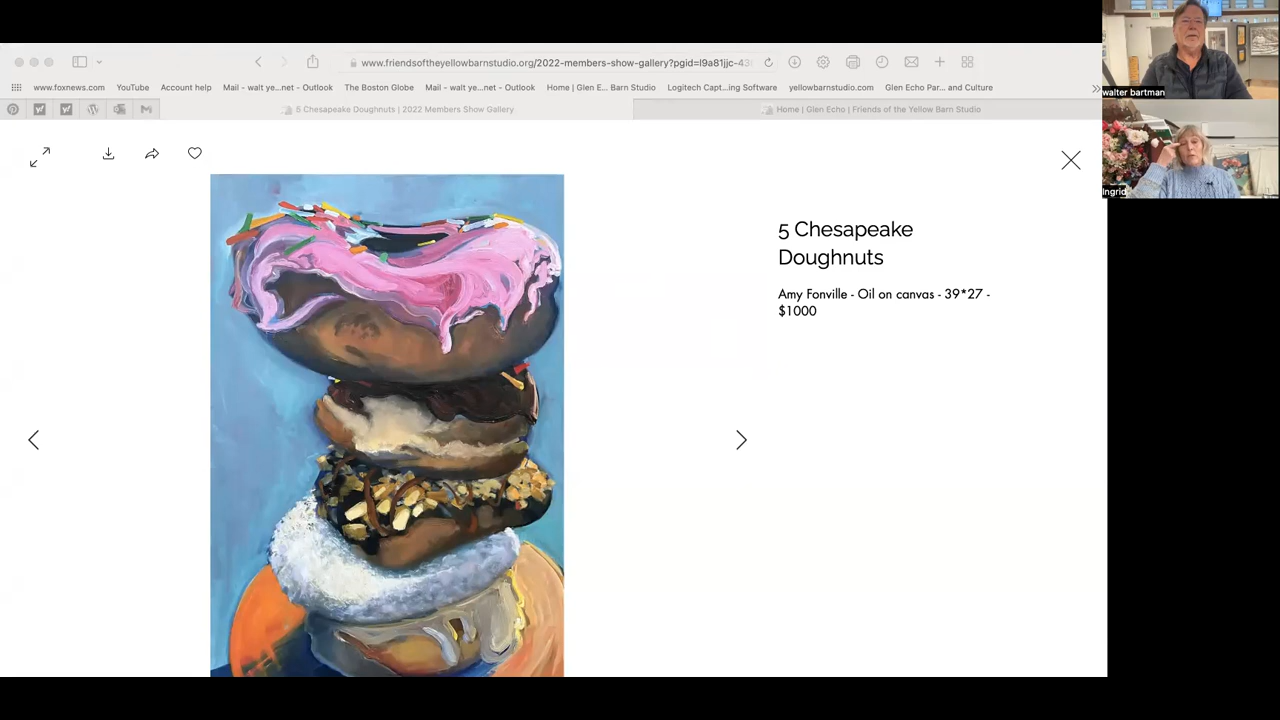 www.friendsoftheyellowbarnstudio.org/2022-members-show-gallery?pgid=l9a81jjc-43
www.foxnews.com YouTube Account help Mail - walt ye...net - Outlook The Boston Globe Mail - walt ye...net - Outlook Home | Glen E... Barn Studio Logitech Capt...ing Software yellowbarnstudio.com Glen Echo Par... and Culture
5 Chesapeake Doughnuts | 2022 Members Show Gallery
Home | Glen Echo | Friends of the Yellow Barn Studio
walter bartman
Ingrid
5 Chesapeake
Doughnuts
Amy Fonville - Oil on canvas - 39*27 -
$1000